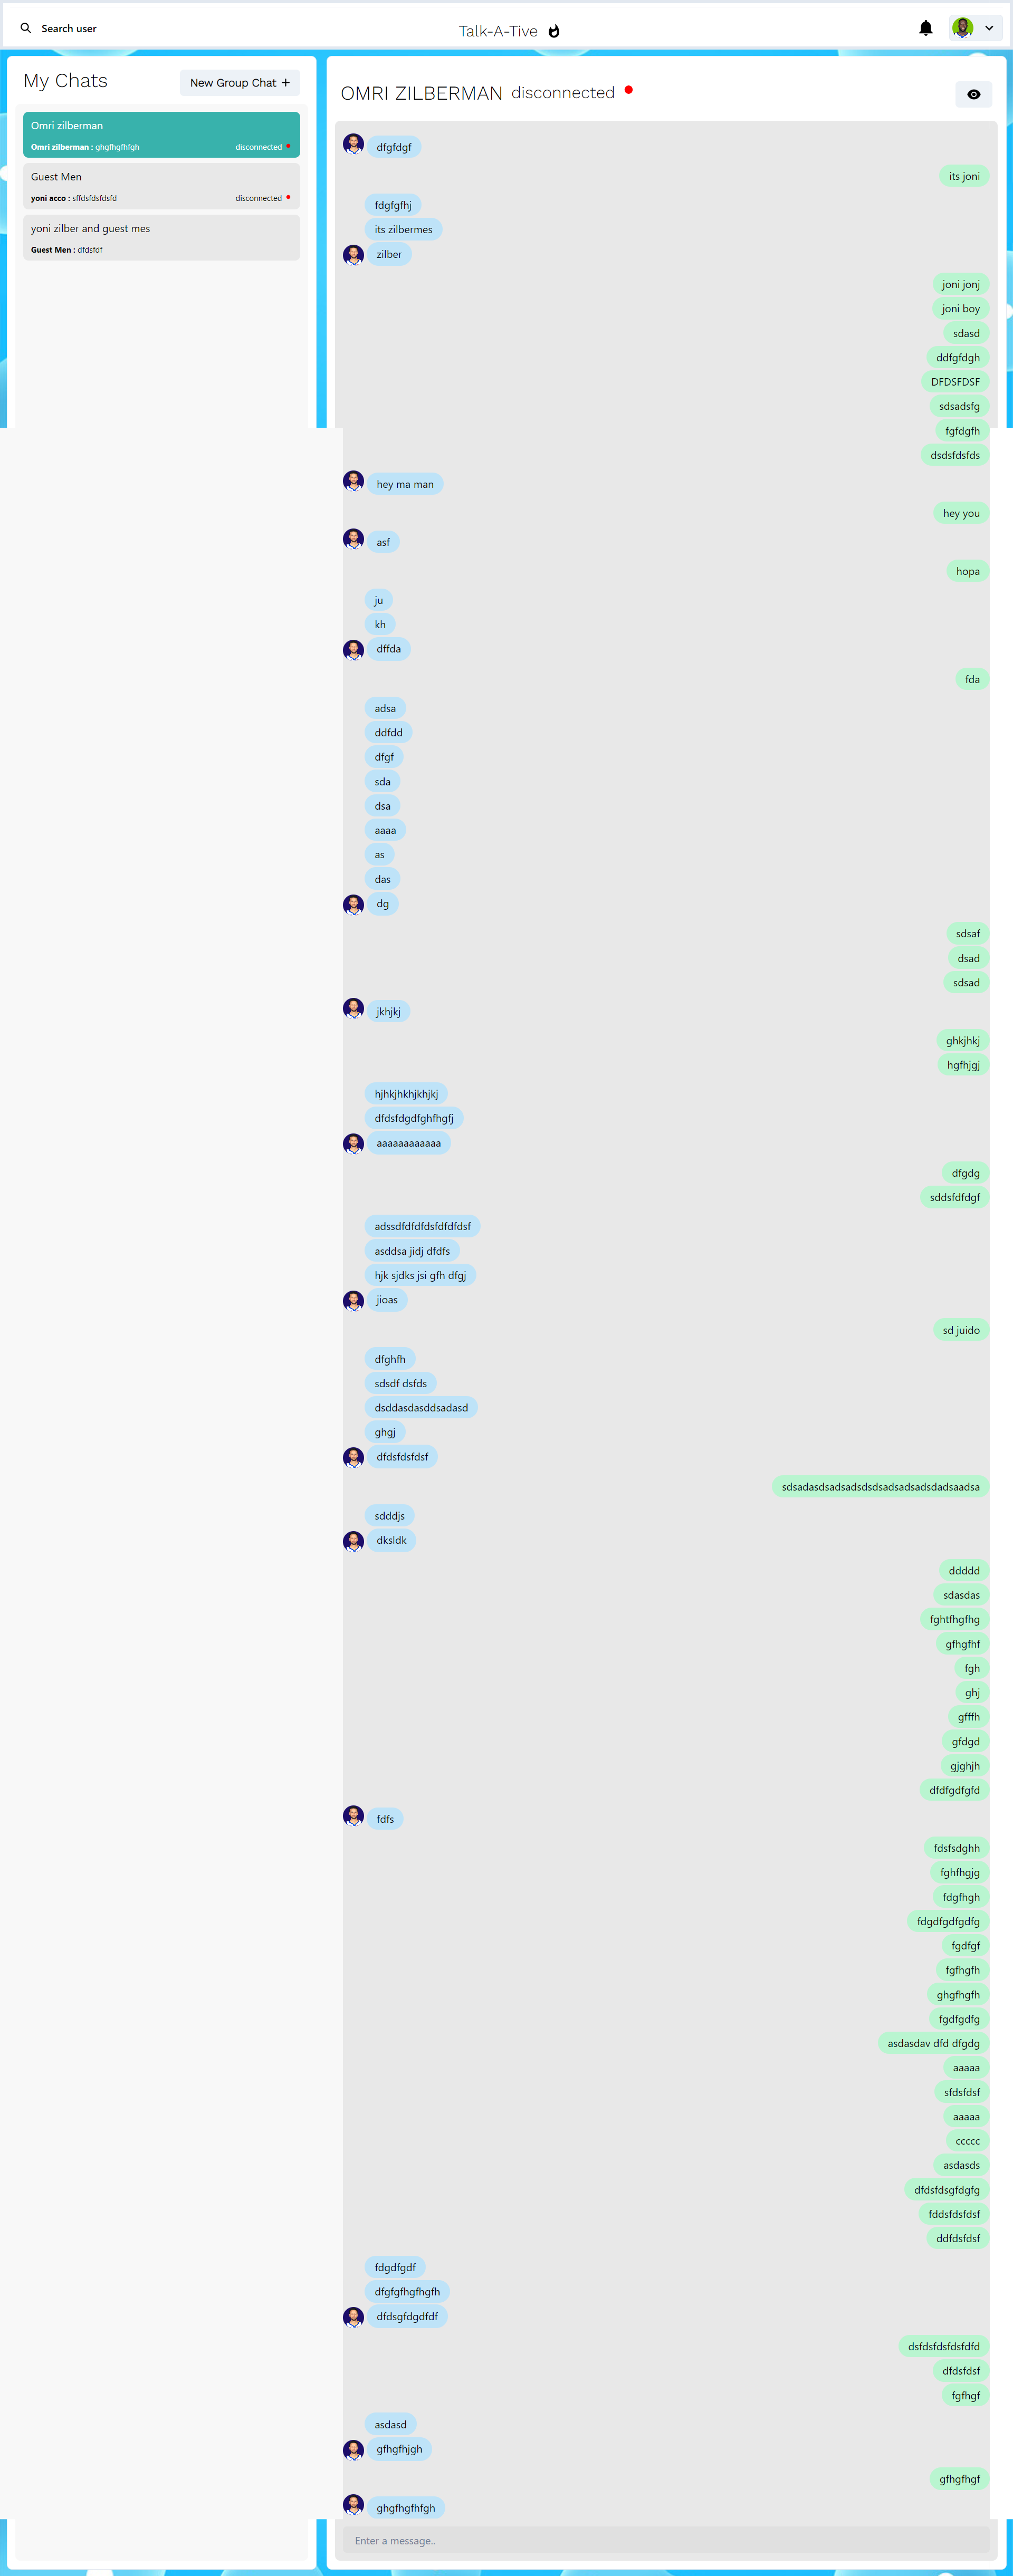 Search user
Talk-A-Tive
My Chats
New Group Chat +
Omri zilberman
Omri zilberman : ghgfhgfhfgh
disconnected
Guest Men
yoni acco : sffdsfdsfdsfd
disconnected
yoni zilber and guest mes
Guest Men : dfdsfdf
OMRI ZILBERMAN disconnected
dfgfdgf
its joni
fdgfgfhj
its zilbermes
zilber
joni jonj
joni boy
sdasd
ddfgfdgh
DFDSFDSF
sdsadsfg
fgfdgfh
dsdsfdsfds
hey ma man
hey you
asf
hopa
ju
kh
dffda
fda
adsa
ddfdd
dfgf
sda
dsa
aaaa
as
das
dg
sdsaf
dsad
sdsad
jkhjkj
ghkjhkj
hgfhjgj
hjhkjhkhjkhjkj
dfdsfdgdfghfhgfj
aaaaaaaaaaaa
dfgdg
sddsfdfdgf
adssdfdfdfdsfdfdfdsf
asddsa jidj dfdfs
hjk sjdks jsi gfh dfgj
jioas
sd juido
dfghfh
sdsdf dsfds
dsddasdasddsadasd
ghgj
dfdsfdsfdsf
sdsadasdsadsadsdsdsadsadsadsdadsaadsa
sdddjs
dksldk
ddddd
sdasdas
fghtfhgfhg
gfhgfhf
fgh
ghj
gfffh
gfdgd
gjghjh
dfdfgdfgfd
fdfs
fdsfsdghh
fghfhgjg
fdgfhgh
fdgdfgdfgdfg
fgdfgf
fgfhgfh
ghgfhgfh
fgdfgdfg
asdasdav dfd dfgdg
aaaaa
sfdsfdsf
aaaaa
ccccc
asdasds
dfdsfdsgfdgfg
fddsfdsfdsf
ddfdsfdsf
fdgdfgdf
dfgfgfhgfhgfh
dfdsgfdgdfdf
dsfdsfdsfdsfdfd
dfdsfdsf
fgfhgf
asdasd
gfhgfhjgh
gfhgfhgf
ghgfhgfhfgh
Enter a message..